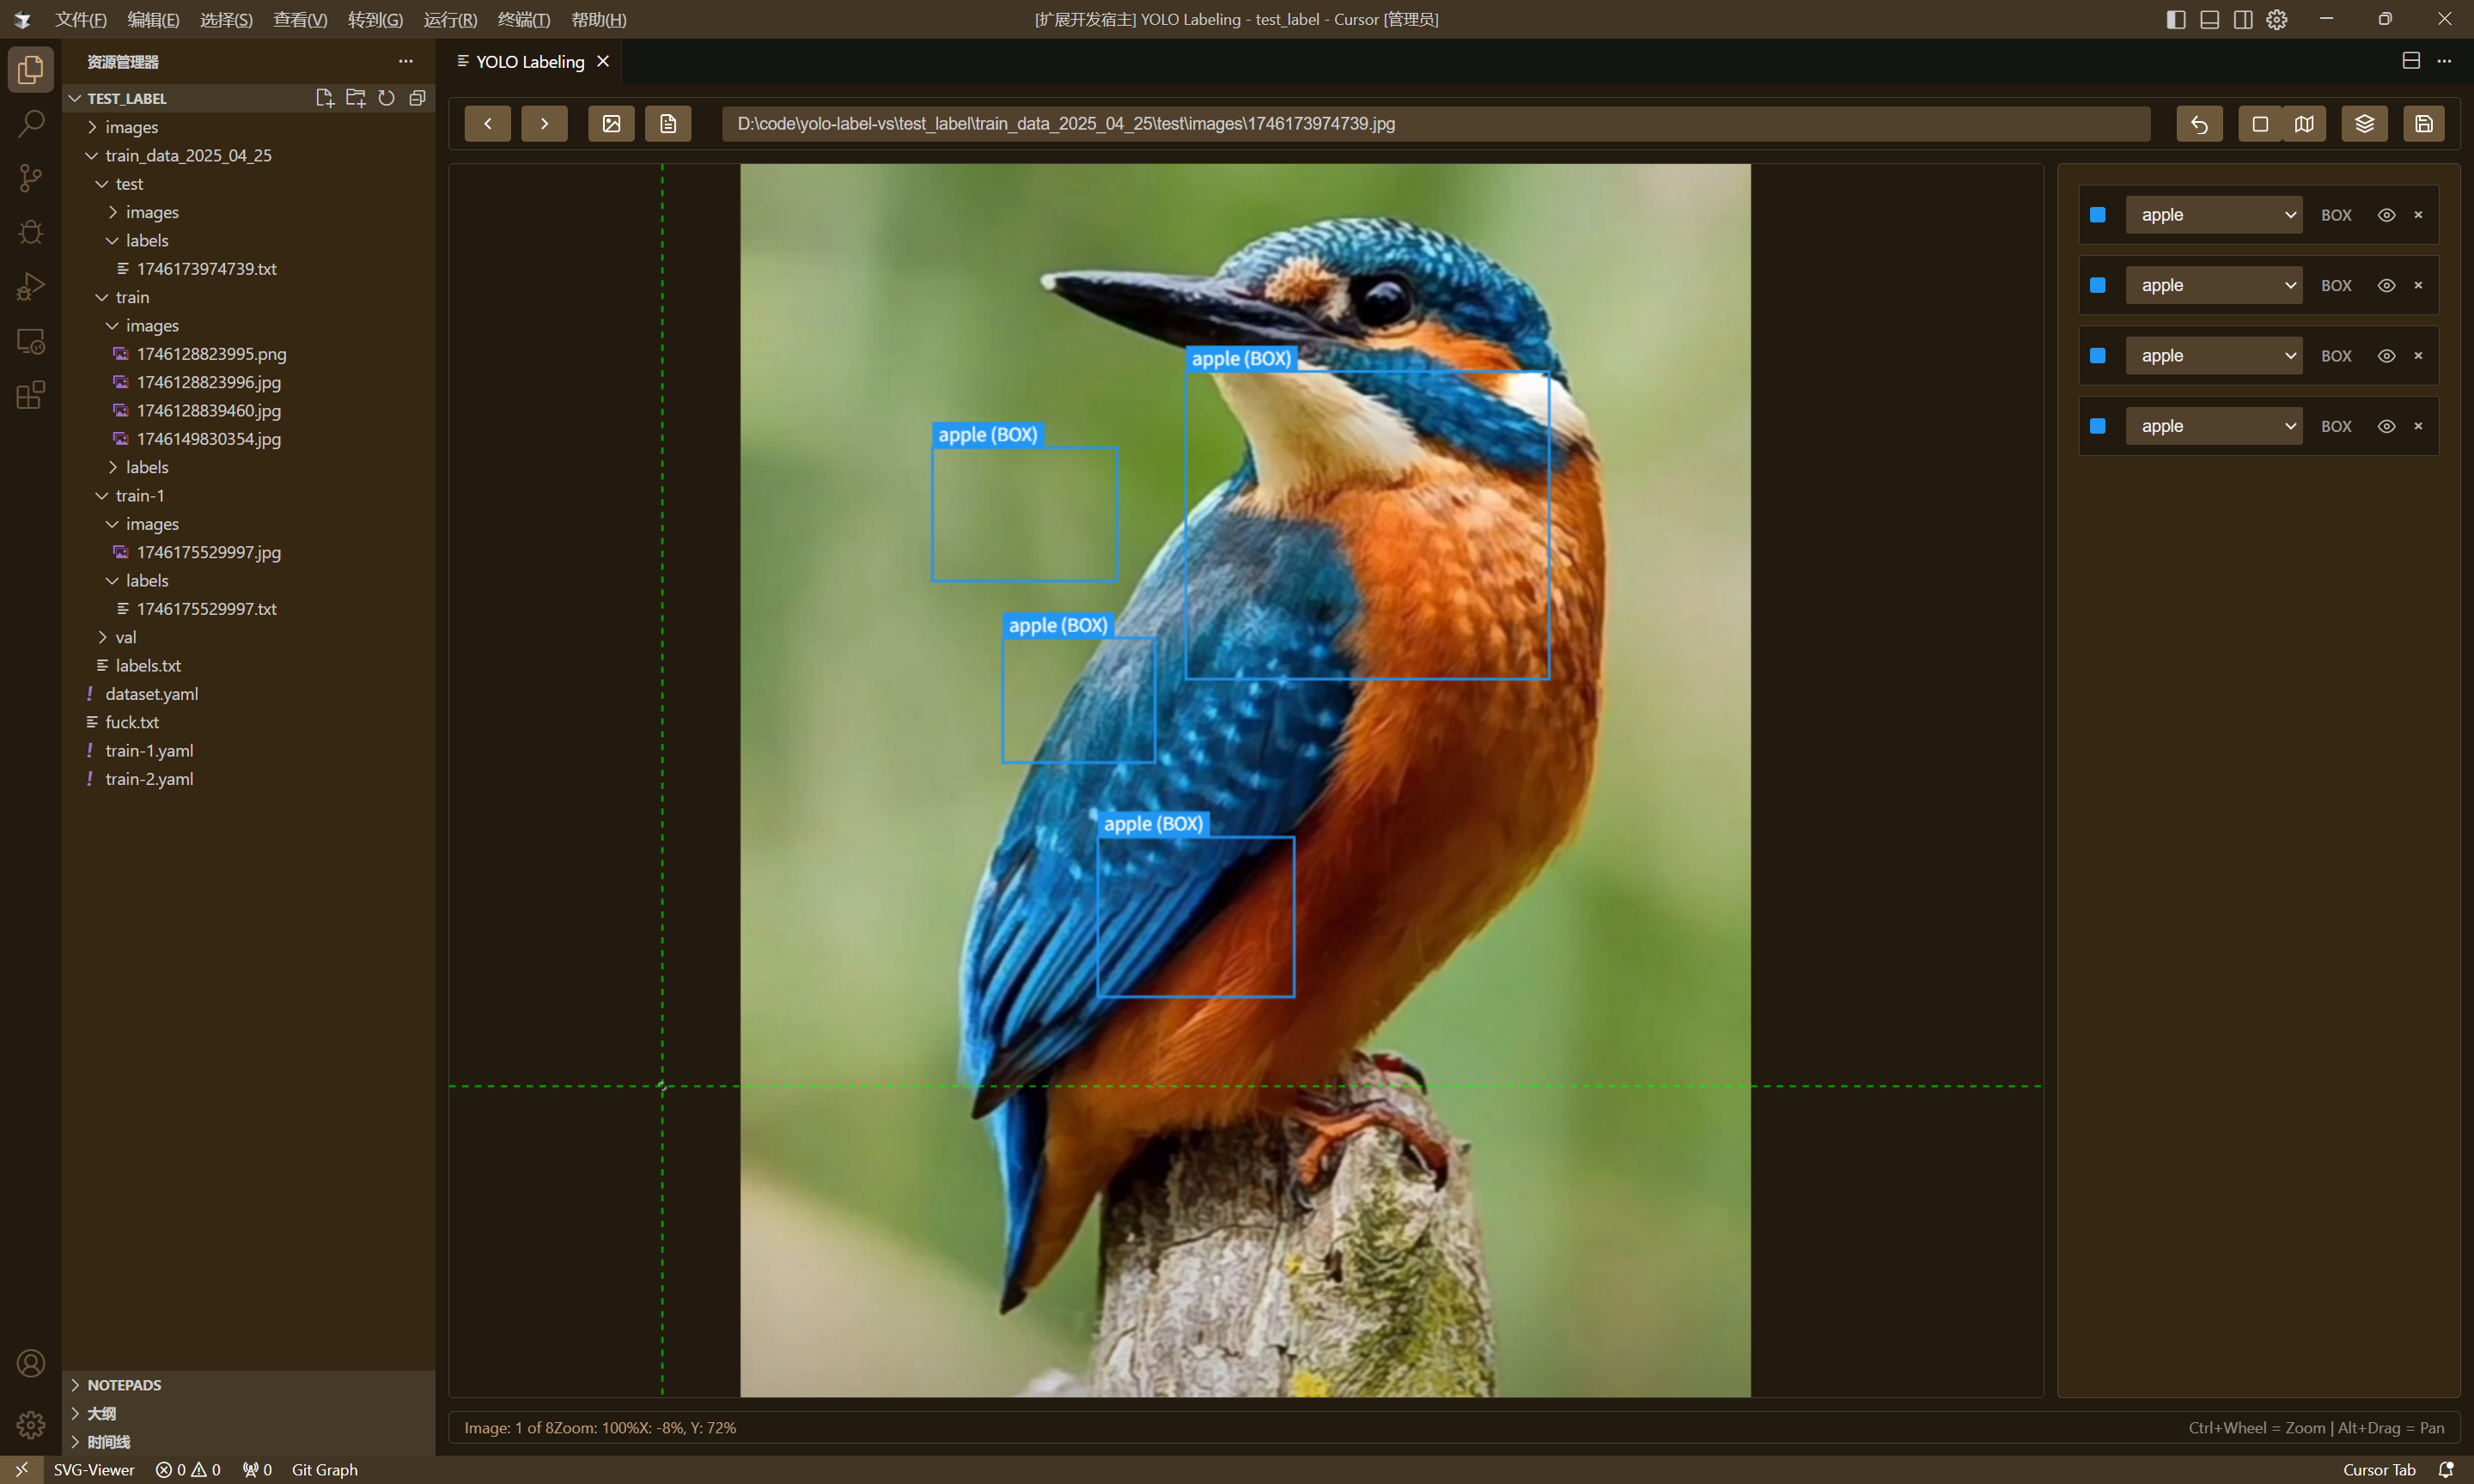 文件(F) 编辑(E) 选择(S) 查看(V) 转到(G) 运行(R) 终端(T) 帮助(H)
[扩展开发宿主] YOLO Labeling - test_label - Cursor [管理员]
资源管理器
TEST_LABEL
images
train_data_2025_04_25
test
images
labels
1746173974739.txt
train
images
1746128823995.png
1746128823996.jpg
1746128839460.jpg
1746149830354.jpg
labels
train-1
images
1746175529997.jpg
labels
1746175529997.txt
val
labels.txt
dataset.yaml
fuck.txt
train-1.yaml
train-2.yaml
NOTEPADS
大纲
时间线
YOLO Labeling
D:\code\yolo-label-vs\test_label\train_data_2025_04_25\test\images\1746173974739.jpg
apple (BOX)
apple (BOX)
apple (BOX)
apple (BOX)
apple BOX
apple BOX
apple BOX
apple BOX
Image: 1 of 8Zoom: 100%X: -8%, Y: 72%
Ctrl+Wheel = Zoom | Alt+Drag = Pan
SVG-Viewer 0 0 0 Git Graph
Cursor Tab